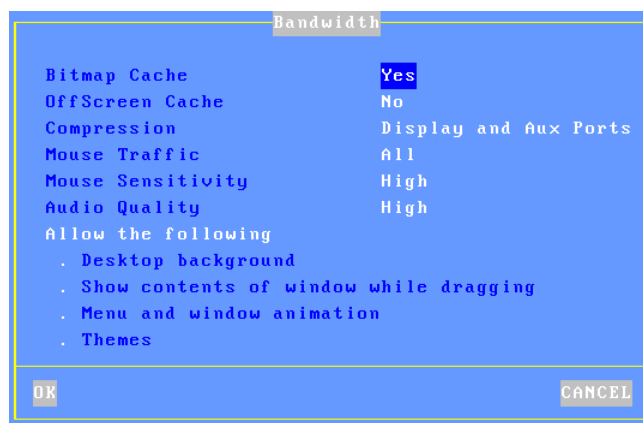 Bandwidth
Bitmap Cache Yes
OffScreen Cache No
Compression Display and Aux Ports
Mouse Traffic All
Mouse Sensitivity High
Audio Quality High
Allow the following
. Desktop background
. Show contents of window while dragging
. Menu and window animation
. Themes
OK CANCEL